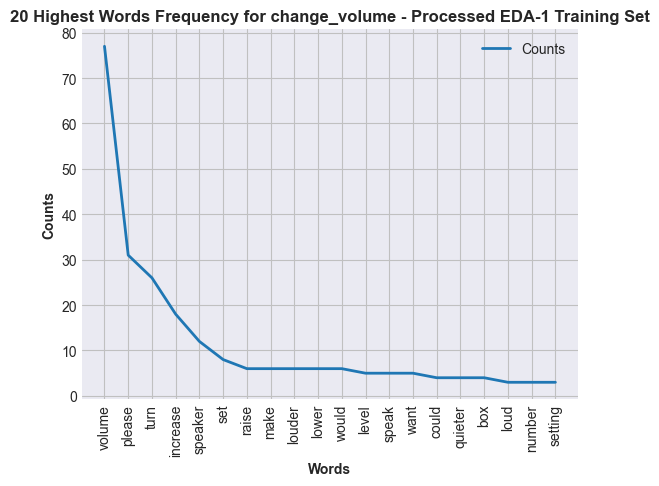 20 Highest Words Frequency for change_volume - Processed EDA-1 Training Set
80
70
60
50
40
30
20
10
0
Counts
Counts
volume
please
turn
increase
speaker
set
raise
make
louder
lower
would
level
speak
want
could
quieter
box
loud
number
setting
Words